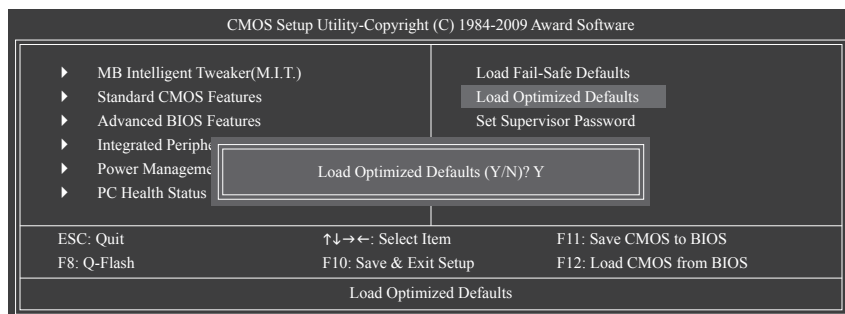 CMOS Setup Utility-Copyright (C) 1984-2009 Award Software
MB Intelligent Tweaker(M.I.T.)
Standard CMOS Features
Advanced BIOS Features
Integrated Periphe
Power Manageme
PC Health Status
Load Fail-Safe Defaults
Load Optimized Defaults
Set Supervisor Password
Load Optimized Defaults (Y/N)? Y
ESC: Quit ↑↓→←: Select Item F11: Save CMOS to BIOS
F8: Q-Flash F10: Save & Exit Setup F12: Load CMOS from BIOS
Load Optimized Defaults